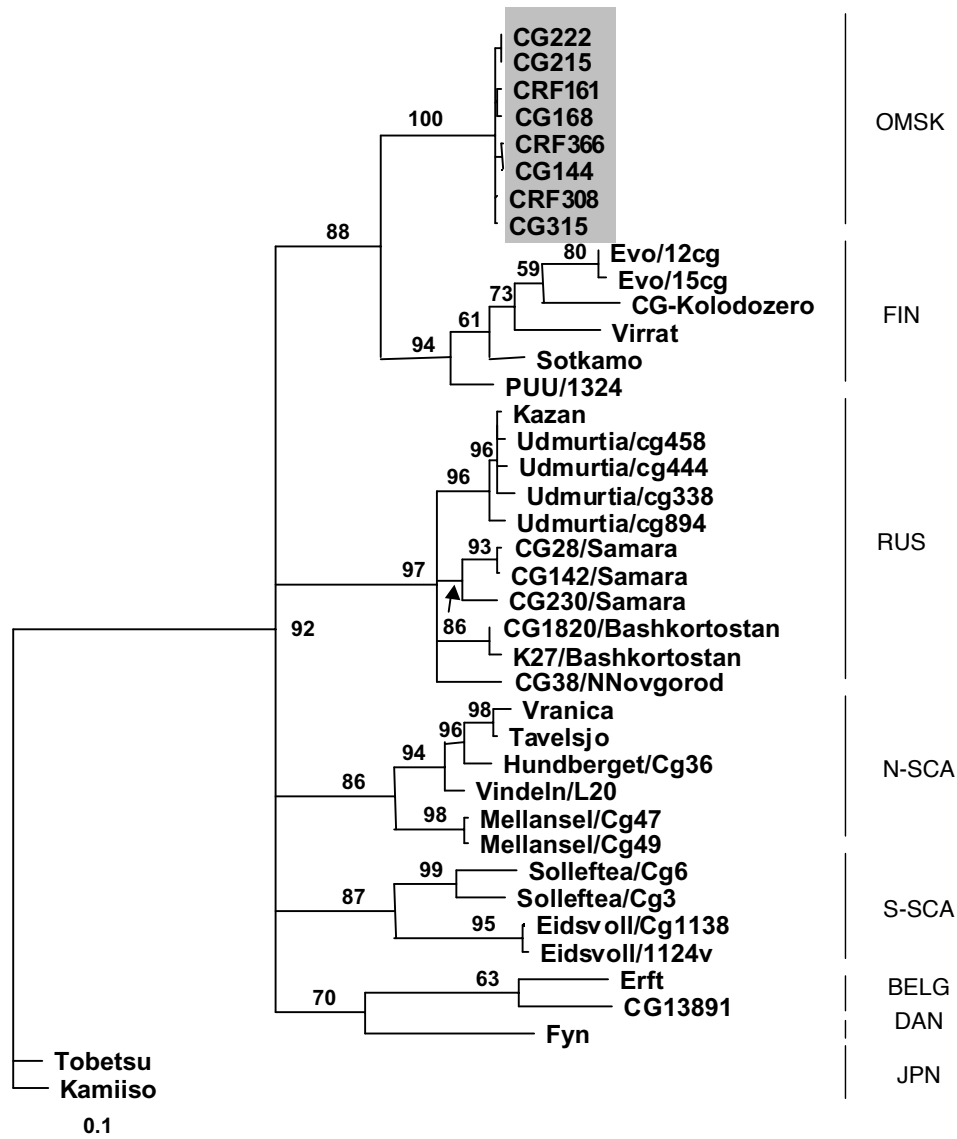 CG222
CG215
CRF161
CG168
100
OMSK
CRF366
CG144
CRF308
CG315
88
80
Evo/12cg
59
Evo/15cg
73
CG-Kolodozero
FIN
61
Virrat
94
Sotkamo
PUU/1324
Kazan
96
Udmurtia/cg458
96
Udmurtia/cg444
Udmurtia/cg338
Udmurtia/cg894
RUS
93
CG28/Samara
97
CG142/Samara
CG230/Samara
92
86
CG1820/Bashkortostan
K27/Bashkortostan
CG38/NNovgorod
98
Vranica
96
Tavelsjo
94
Hundberget/Cg36
N-SCA
86
Vindeln/L20
98
Mellansel/Cg47
Mellansel/Cg49
99
Solleftea/Cg6
87
Solleftea/Cg3
S-SCA
95
Eidsvoll/Cg1138
Eidsvoll/1124v
63
Erft
BELG
70
CG13891
DAN
Fyn
Tobetsu
JPN
Kamiiso
0.1